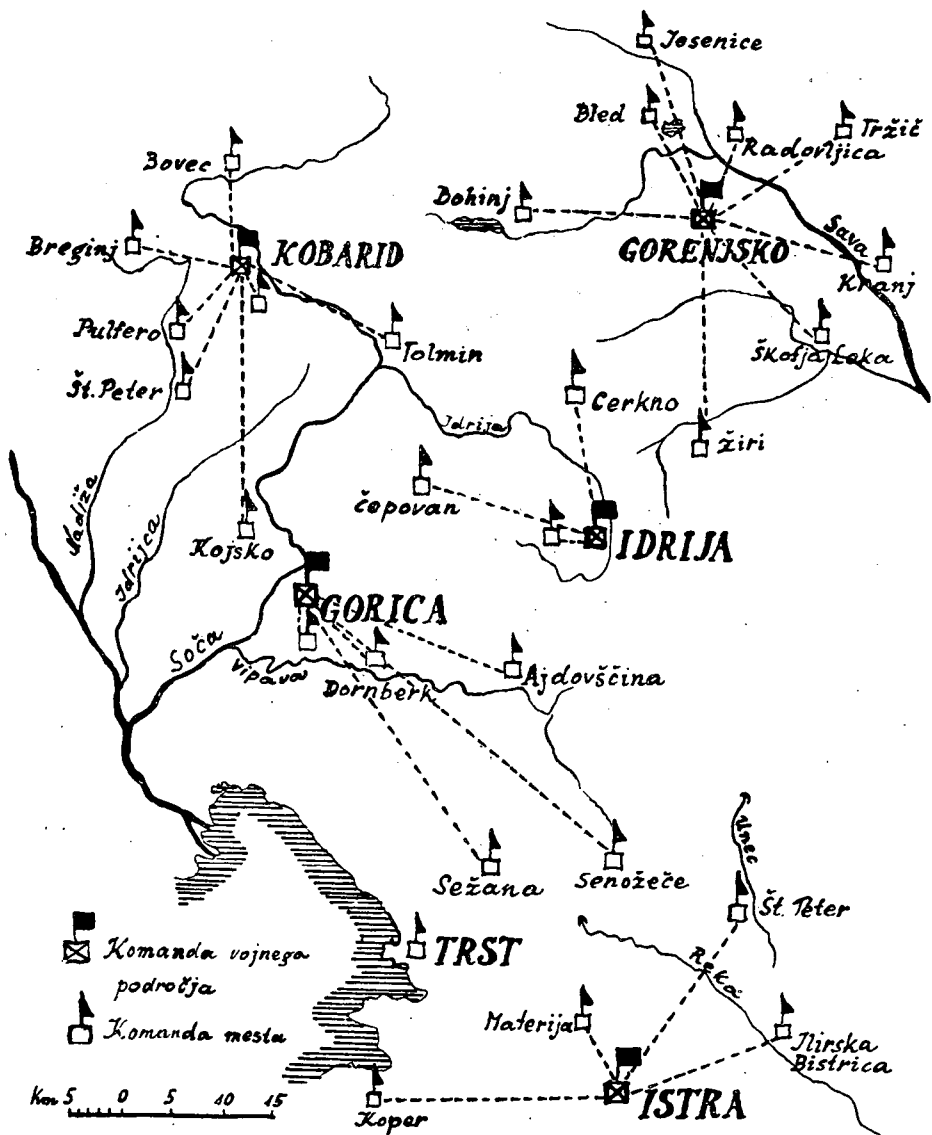 Jesenice
Bled
Radovljica
Tržič
Bovec
Bohinj
Breginj
KOBARID
GORENJSKO
Sava
Kranj
Pulfero
Tolmin
Škofja Loka
Št. Peter
Cerkno
Idrija
Žiri
Čepovan
Nadiža
Idrijca
Kojsko
IDRIJA
GORICA
Soča
Vipava
Dornberk
Ajdovščina
Unec
Sežana
Senožeče
Št. Peter
Komanda vojnega
področja
TRST
Reka
Komanda mesta
Materija
Ilirska
Bistrica
Km 5 0 5 10 15
Koper
ISTRA